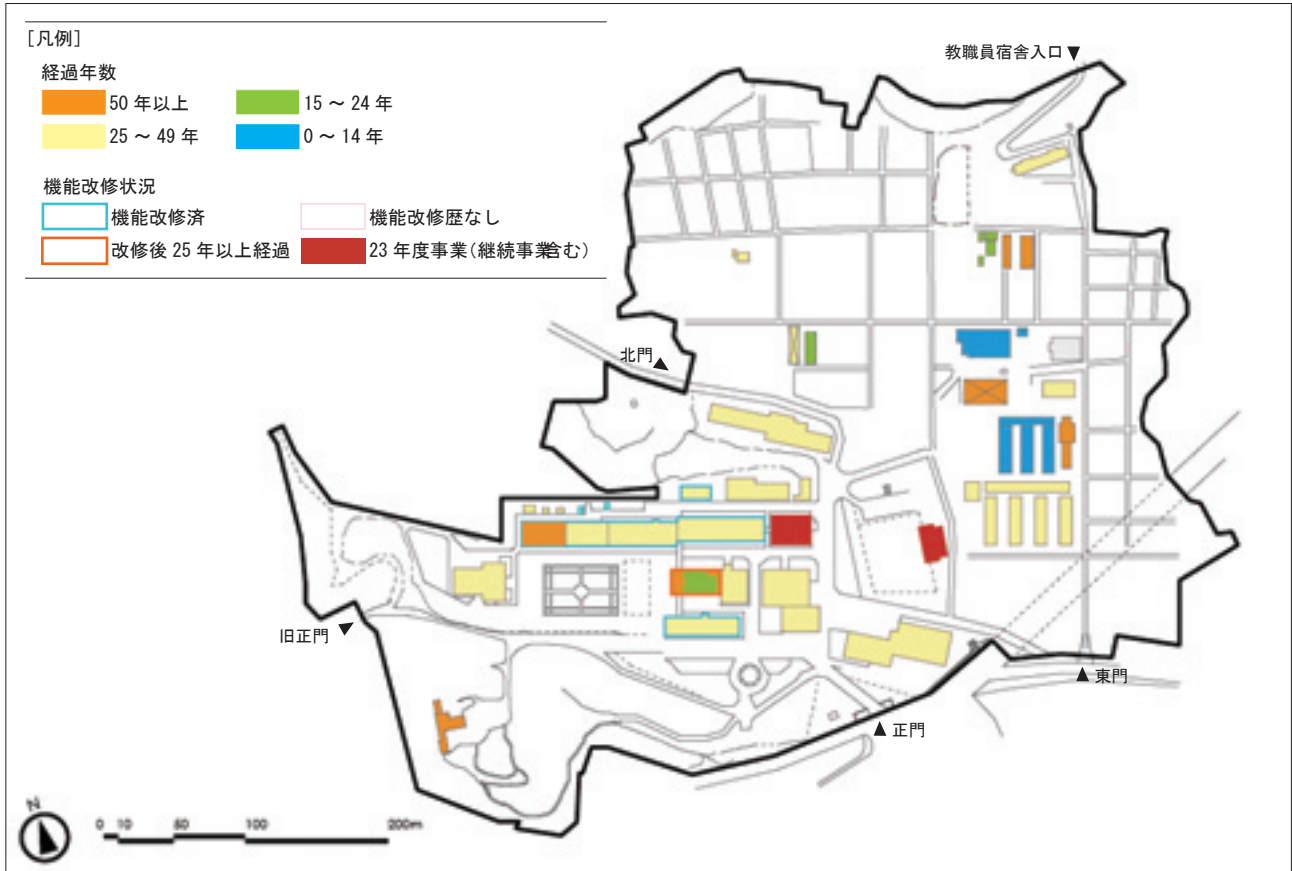 ［凡例］
経過年数
50 年以上
15 ～ 24 年
25 ～ 49 年
0 ～ 14 年
機能改修状況
機能改修済
機能改修歴なし
改修後 25 年以上経過
23 年度事業（継続事業含む）
教職員宿舎入口 ▼
北門
旧正門
▲ 東門
▲ 正門
N
0 10 50 100 200m